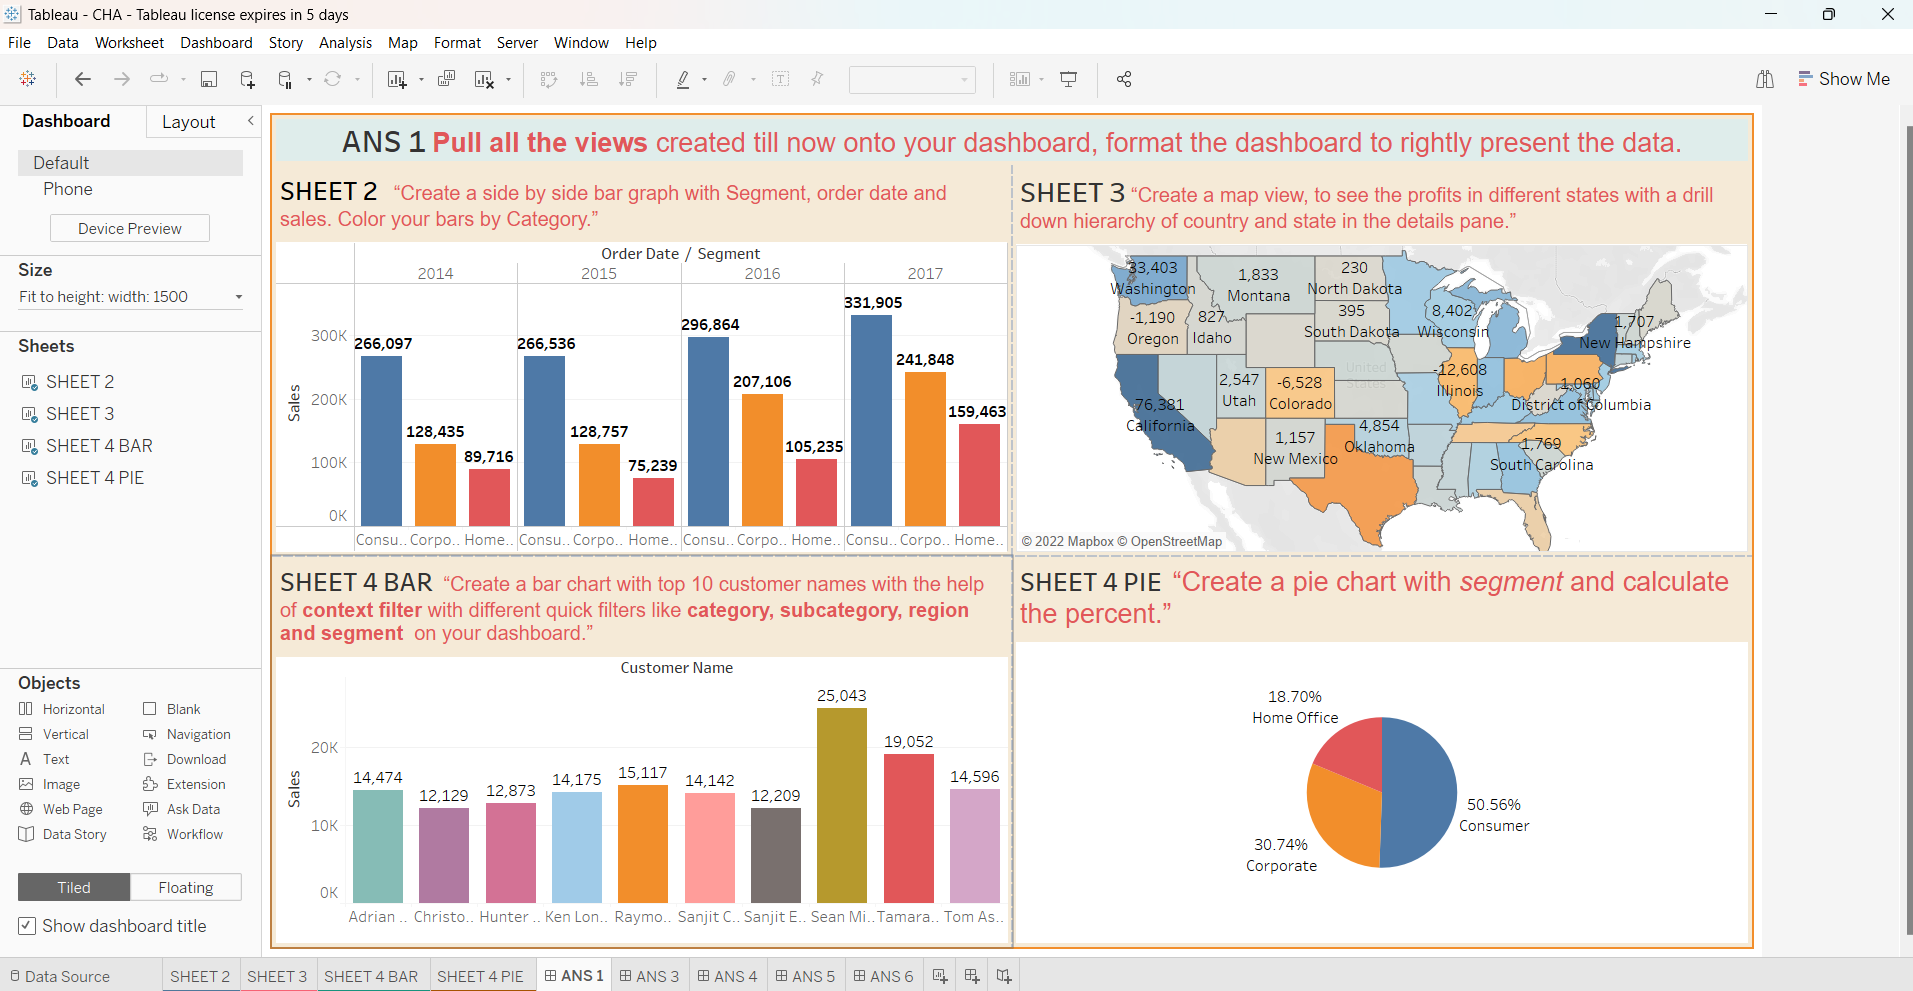 Tableau - CHA - Tableau license expires in 5 days
File Data Worksheet Dashboard Story Analysis Map Format Server Window Help
Show Me
Dashboard Layout
Default
Phone
Device Preview
Size
Fit to height: width: 1500
Sheets
SHEET 2
SHEET 3
SHEET 4 BAR
SHEET 4 PIE
Objects
Horizontal Blank
Vertical Navigation
A Text Download
Image Extension
Web Page Ask Data
Data Story Workflow
Tiled Floating
Show dashboard title
ANS 1 Pull all the views created till now onto your dashboard, format the dashboard to rightly present the data.
SHEET 2 “Create a side by side bar graph with Segment, order date and
sales. Color your bars by Category.”
Order Date / Segment
2014 2015 2016 2017
Sales
300K
200K
100K
0K
266,097
128,435
89,716
266,536
128,757
75,239
296,864
207,106
105,235
331,905
241,848
159,463
Consu.. Corpo.. Home.. Consu.. Corpo.. Home.. Consu.. Corpo.. Home.. Consu.. Corpo.. Home..
SHEET 3 “Create a map view, to see the profits in different states with a drill
down hierarchy of country and state in the details pane.”
33,403
Washington
1,833
Montana
230
North Dakota
-1,190
Oregon
827
Idaho
395
South Dakota
8,402
Wisconsin
1,707
New Hampshire
United
States
2,547
Utah
-6,528
Colorado
-12,608
Illinois
1,060
District of Columbia
76,381
California
1,157
New Mexico
4,854
Oklahoma
1,769
South Carolina
© 2022 Mapbox © OpenStreetMap
SHEET 4 BAR “Create a bar chart with top 10 customer names with the help
of context filter with different quick filters like category, subcategory, region
and segment on your dashboard.”
Customer Name
Sales
20K
10K
0K
14,474
12,129
12,873
14,175
15,117
14,142
12,209
25,043
19,052
14,596
Adrian .. Christo.. Hunter .. Ken Lon.. Raymo.. Sanjit C.. Sanjit E.. Sean Mi.. Tamara.. Tom As..
SHEET 4 PIE “Create a pie chart with segment and calculate
the percent.”
18.70%
Home Office
50.56%
Consumer
30.74%
Corporate
Data Source SHEET 2 SHEET 3 SHEET 4 BAR SHEET 4 PIE ANS 1 ANS 3 ANS 4 ANS 5 ANS 6